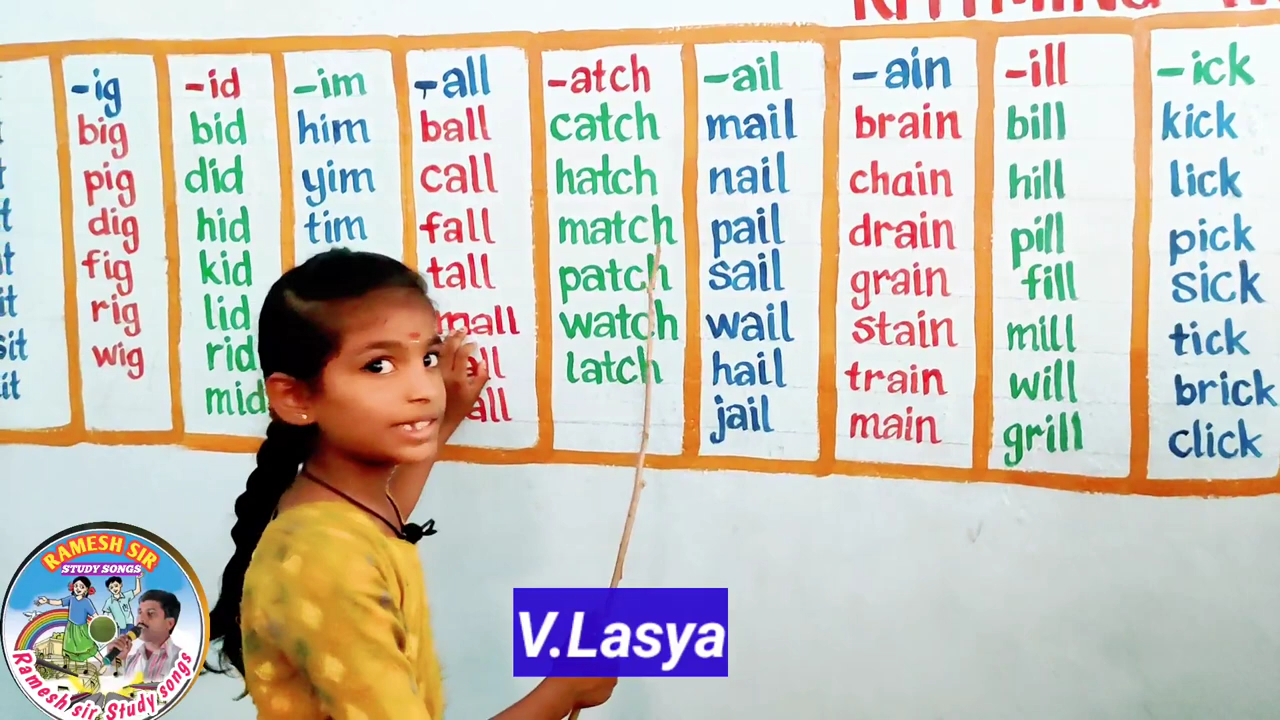 -ig
big
pig
dig
fig
rig
wig
-id
bid
did
hid
kid
lid
rid
mid
-im
him
yim
tim
-all
ball
call
fall
tall
-atch
catch
hatch
match
patch
watch
latch
-ail
mail
nail
pail
sail
wail
hail
jail
-ain
brain
chain
drain
grain
stain
train
main
-ill
bill
hill
pill
fill
mill
will
grill
-ick
kick
lick
pick
sick
tick
brick
click
V.Lasya
RAMESH SIR
STUDY SONGS
Ramesh sir Study songs